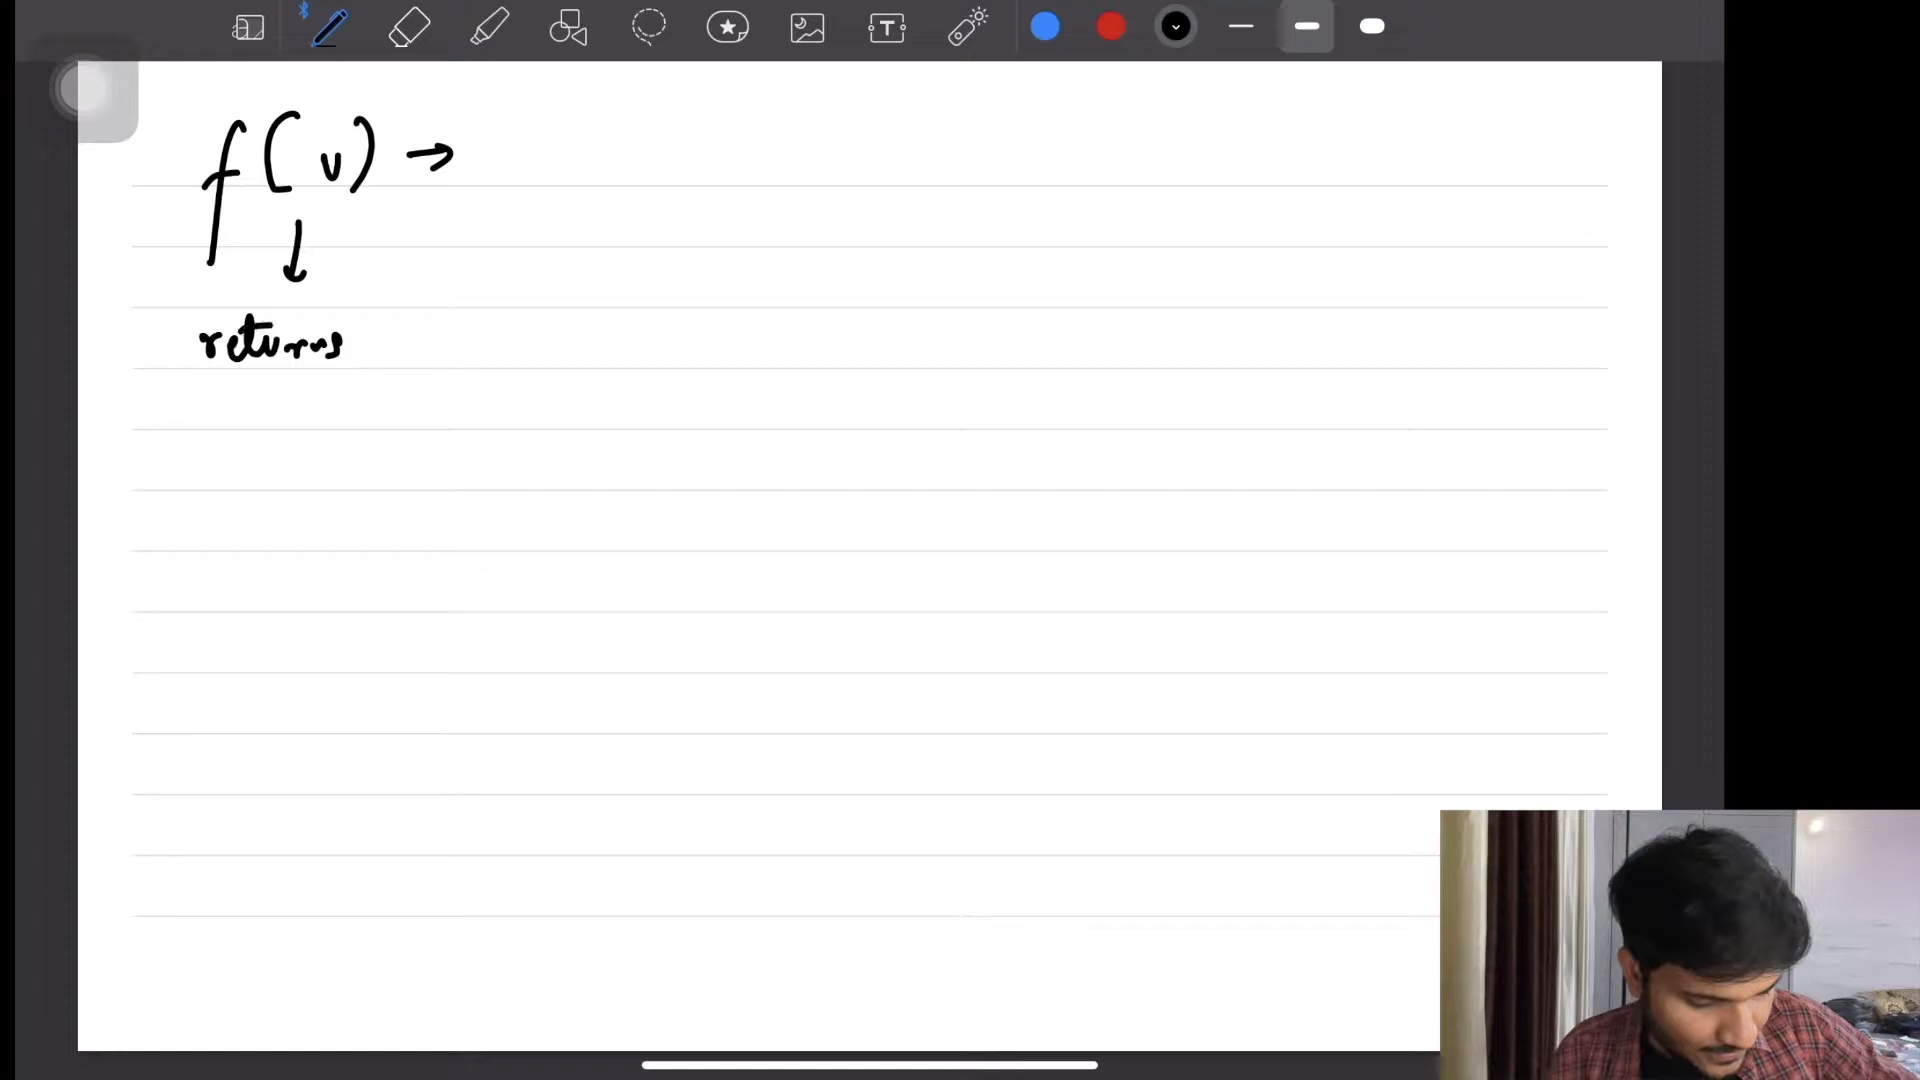 f( v) →
↓
returns